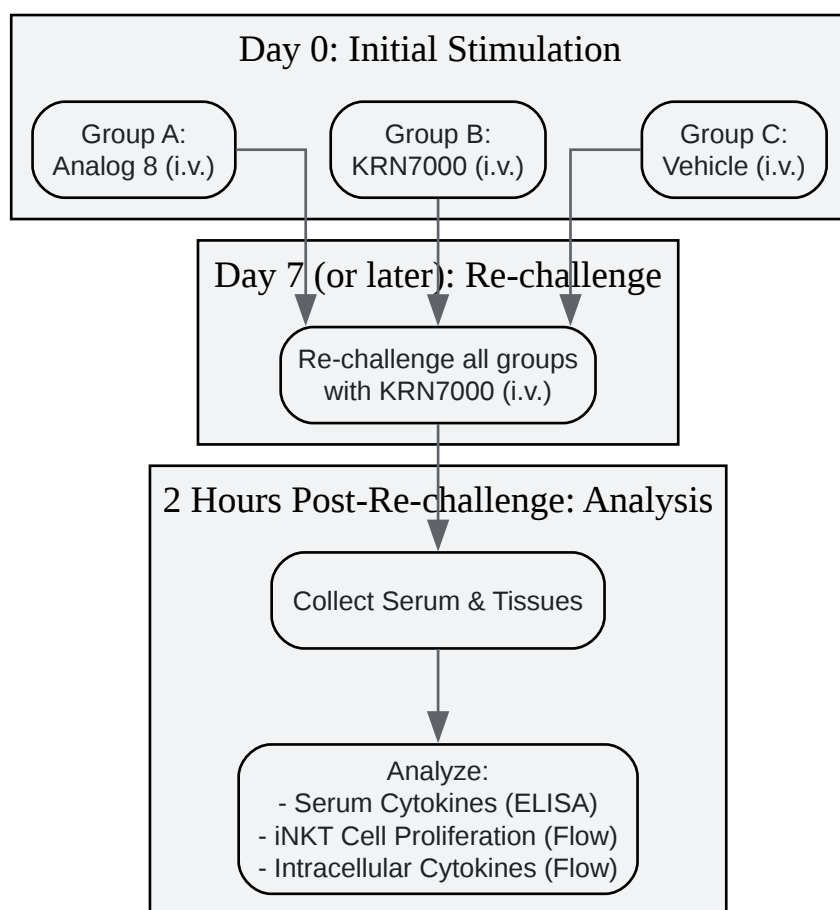 Day 0: Initial Stimulation
Group A:
Analog 8 (i.v.)
Group B:
KRN7000 (i.v.)
Group C:
Vehicle (i.v.)
Day 7 (or later): Re-challenge
Re-challenge all groups
with KRN7000 (i.v.)
2 Hours Post-Re-challenge: Analysis
Collect Serum & Tissues
Analyze:
- Serum Cytokines (ELISA)
- iNKT Cell Proliferation (Flow)
- Intracellular Cytokines (Flow)